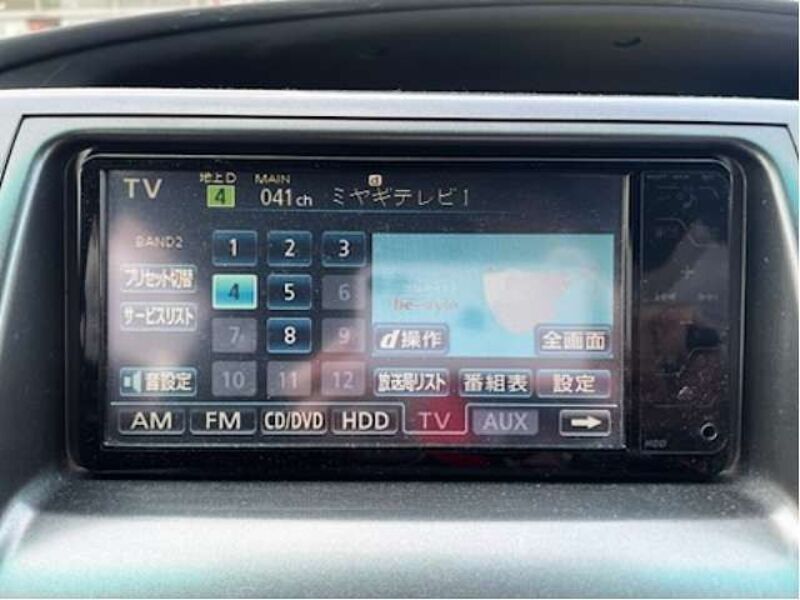 TV 地上D 4 MAIN 041ch d ミヤギテレビ1
BAND2 1 2 3
プリセット切替 4 5 6
サービスリスト 7 8 9
be-style
d操作 全画面
音設定 10 11 12 放送局リスト 番組表 設定
AM FM CD/DVD HDD TV AUX
HDD